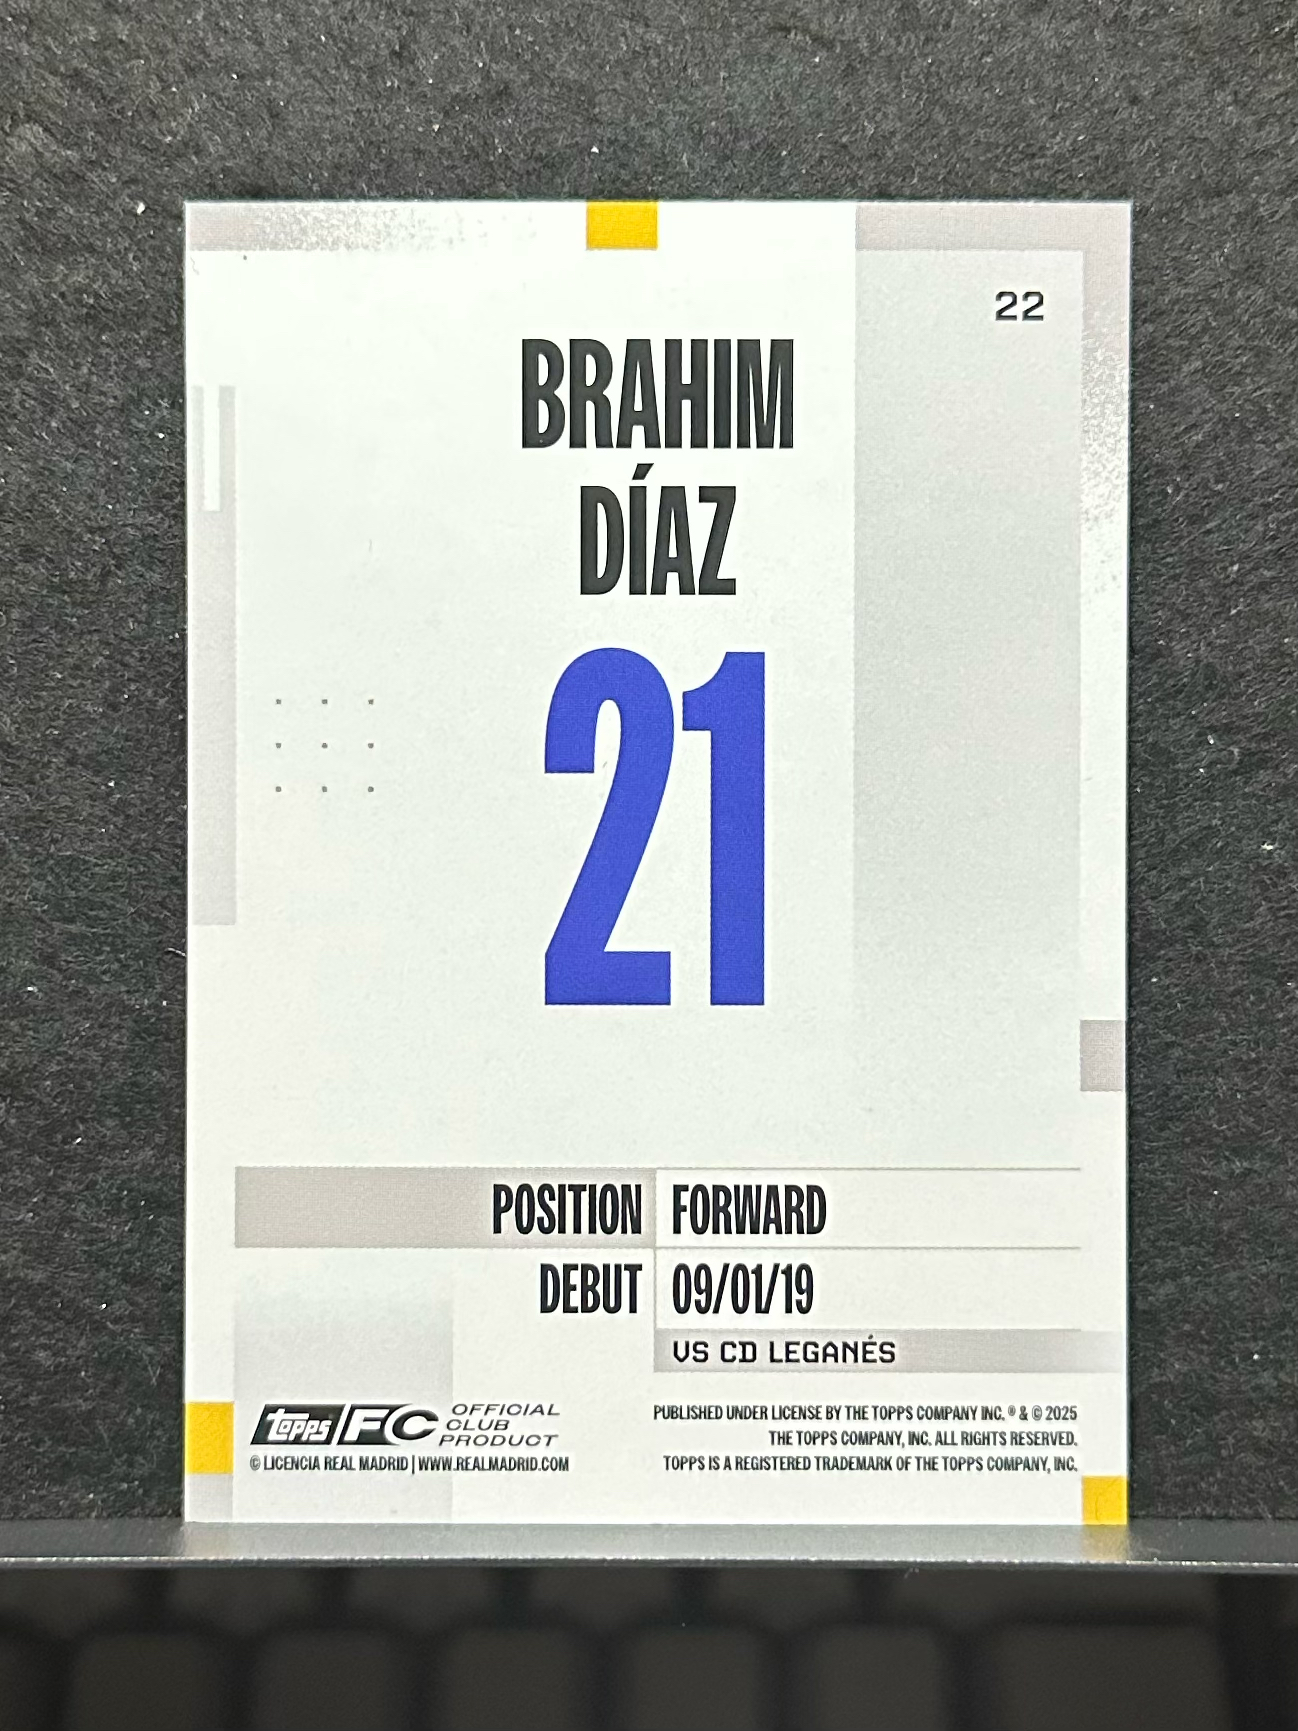 22
BRAHIM
DÍAZ
21
POSITION FORWARD
DEBUT 09/01/19
VS CD LEGANÉS
topps FC OFFICIAL
CLUB
PRODUCT
© LICENCIA REAL MADRID | WWW.REALMADRID.COM
PUBLISHED UNDER LICENSE BY THE TOPPS COMPANY INC. ® & © 2025
THE TOPPS COMPANY, INC. ALL RIGHTS RESERVED.
TOPPS IS A REGISTERED TRADEMARK OF THE TOPPS COMPANY, INC.